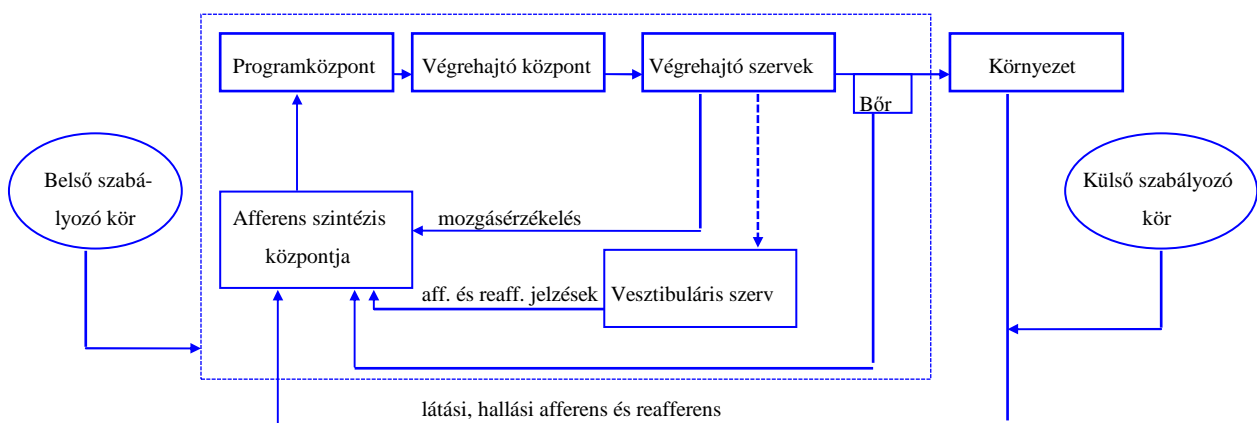 Programközpont
Végrehajtó központ
Végrehajtó szervek
Környezet
Bőr
Belső szabá-
lyozó kör
Afferens szintézis
központja
mozgásérzékelés
Külső szabályozó
kör
aff. és reaff. jelzések
Vesztibuláris szerv
látási, hallási afferens és reafferens